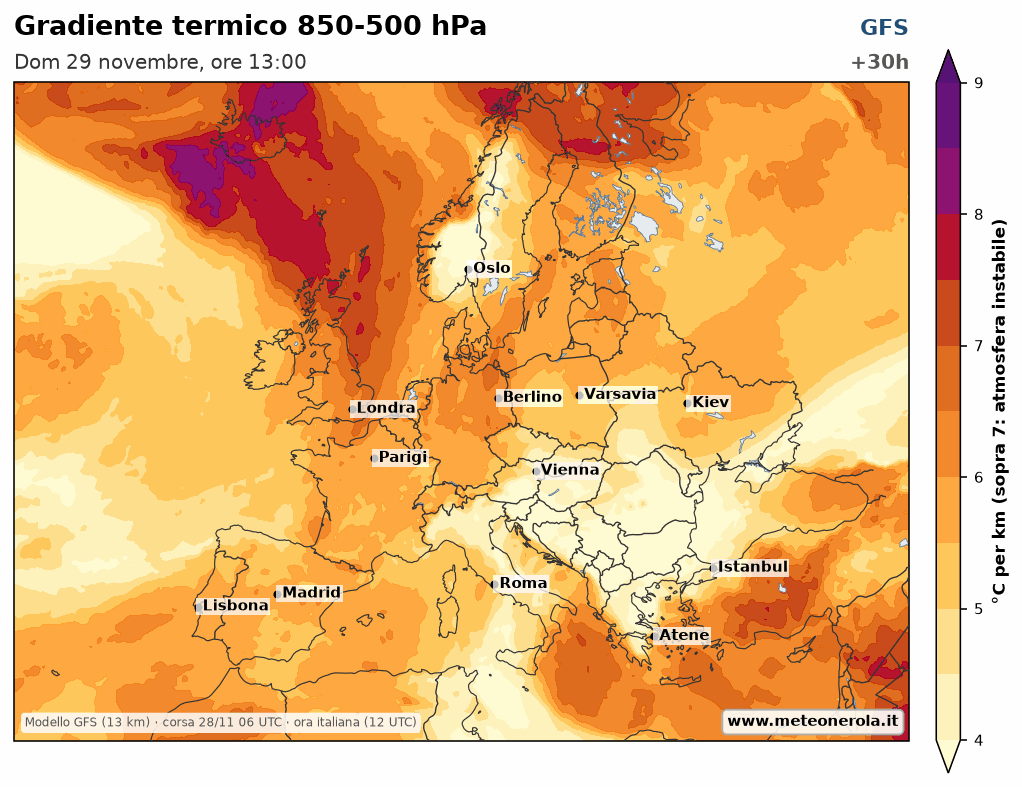 Gradiente termico 850-500 hPa
GFS
Dom 29 novembre, ore 13:00
+30h
Oslo
Londra
Berlino
Varsavia
Kiev
Parigi
Vienna
Istanbul
Roma
Madrid
Lisbona
Atene
Modello GFS (13 km) · corsa 28/11 06 UTC · ora italiana (12 UTC)
www.meteonerola.it
9
8
7
6
5
4
°C per km (sopra 7: atmosfera instabile)